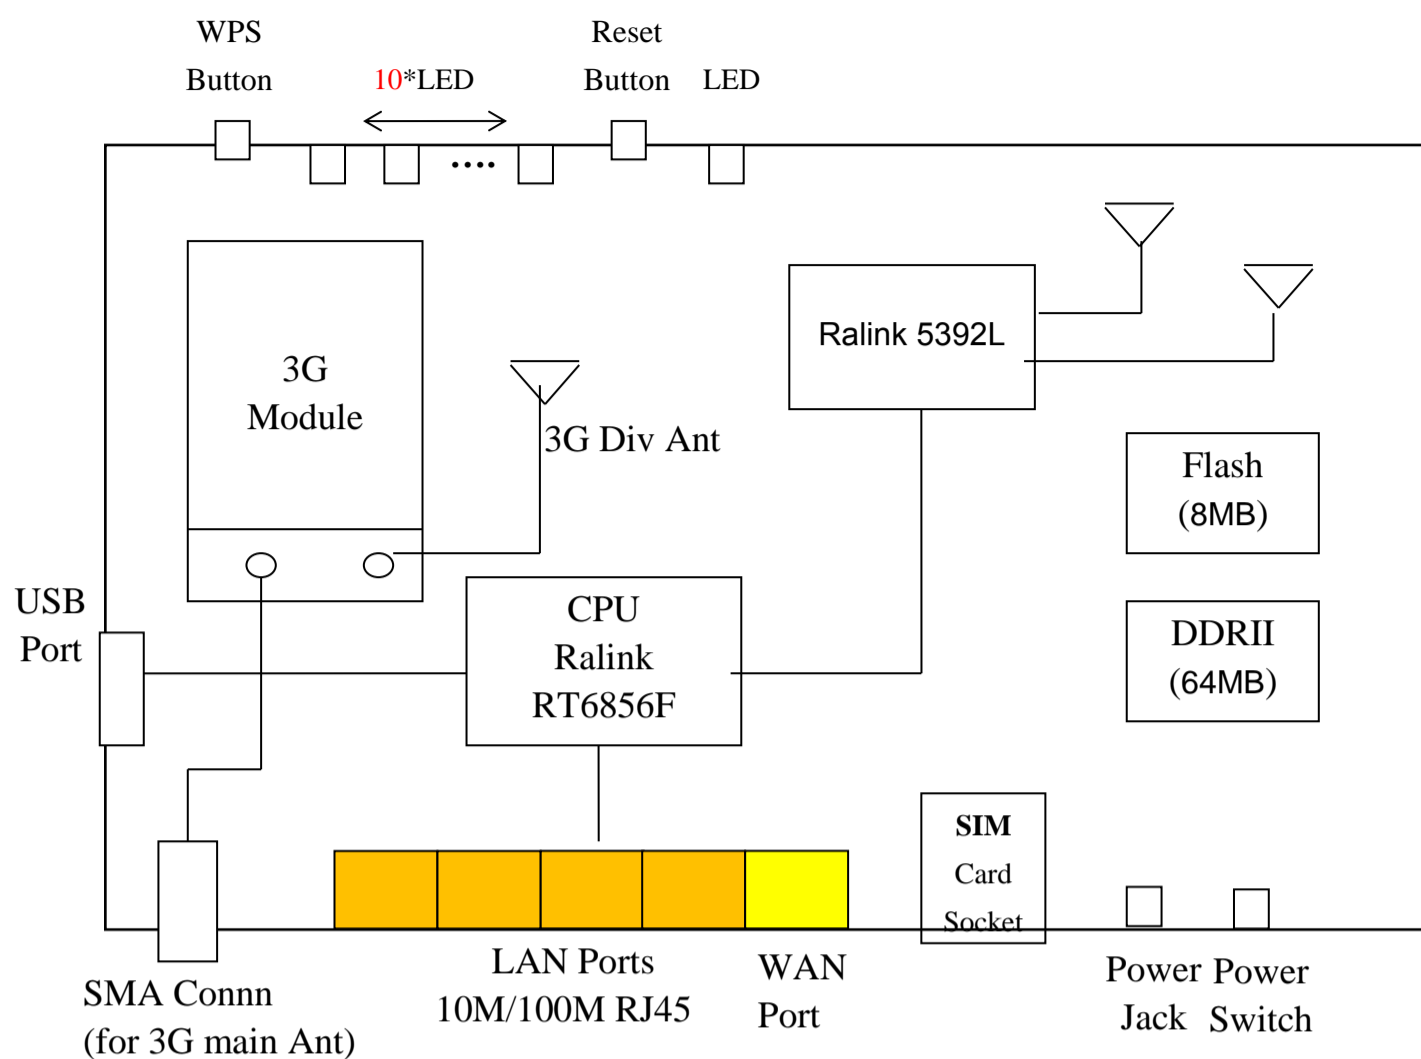 WPS
Button
10*LED
Reset
Button
LED
3G
Module
3G Div Ant
Ralink 5392L
Flash
(8MB)
DDRII
(64MB)
USB
Port
CPU
Ralink
RT6856F
SIM
Card
Socket
SMA Connn
(for 3G main Ant)
LAN Ports
10M/100M RJ45
WAN
Port
Power
Jack
Power
Switch